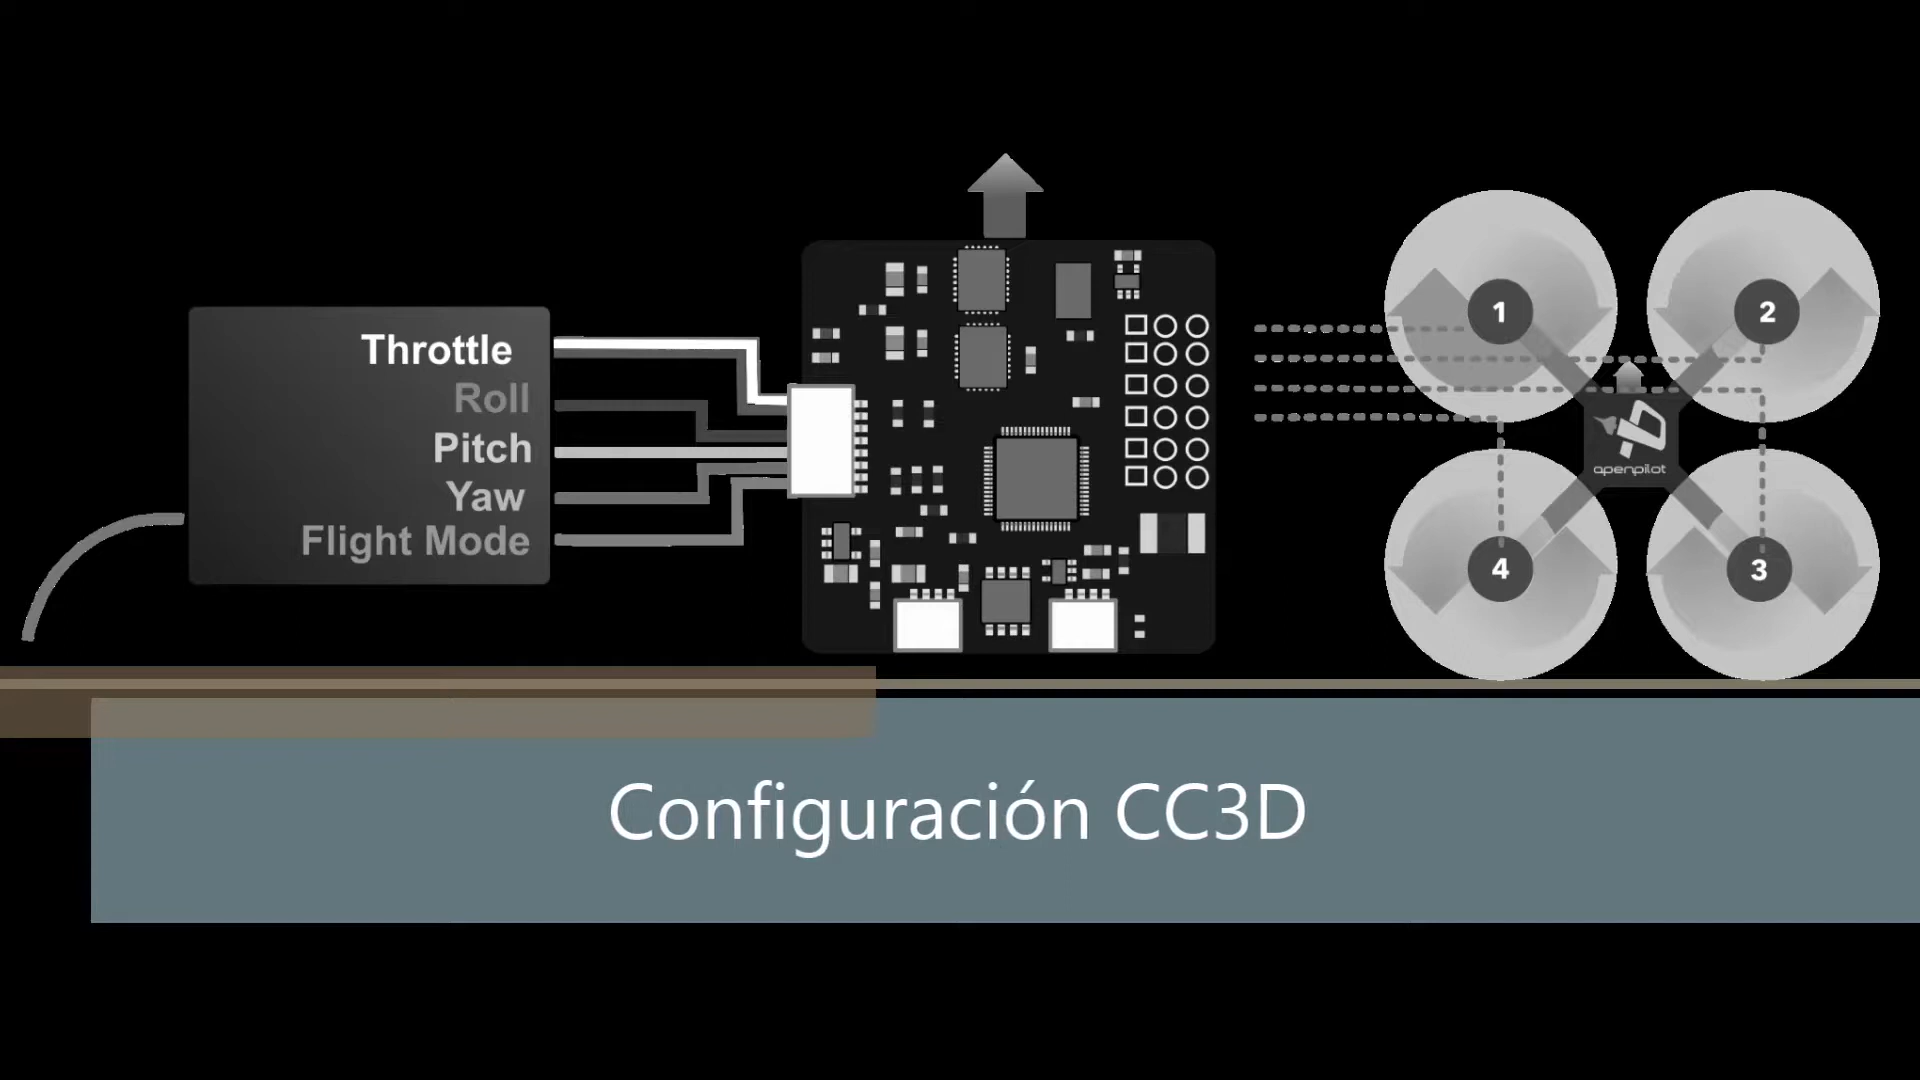 Throttle
Roll
Pitch
Yaw
Flight Mode
1
2
openpilot
4
3
Configuración CC3D